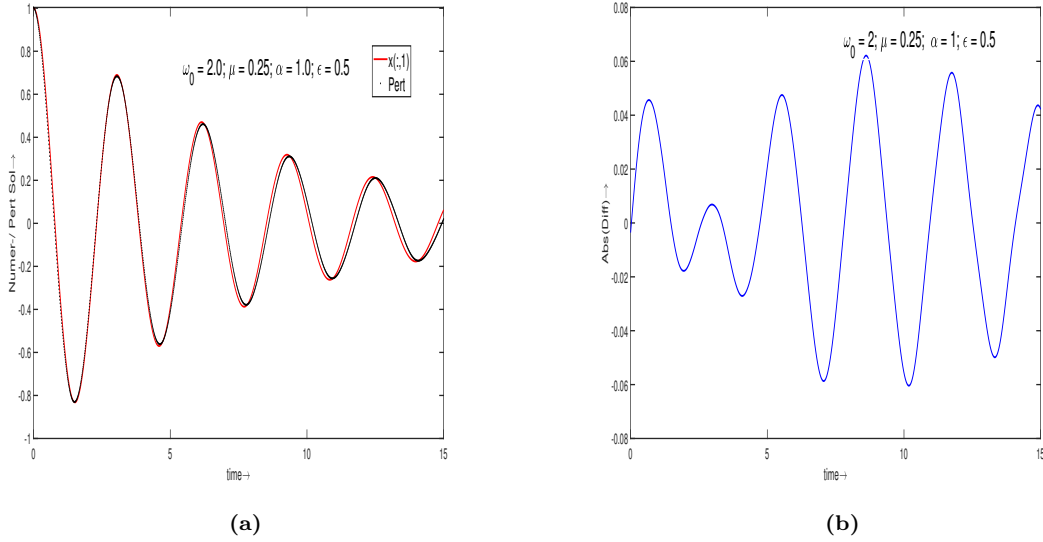 1
0.8
0.6
0.4
0.2
0
-0.2
-0.4
-0.6
-0.8
-1
Numer-/ Pert Sol→
ω0 = 2.0; μ = 0.25; α = 1.0; ϵ = 0.5
x(:,1)
Pert
0 5 10 15
time→
(a)
0.08
0.06
0.04
0.02
0
-0.02
-0.04
-0.06
-0.08
Abs(Diff)→
ω0 = 2; μ = 0.25; α = 1; ϵ = 0.5
0 5 10 15
time→
(b)